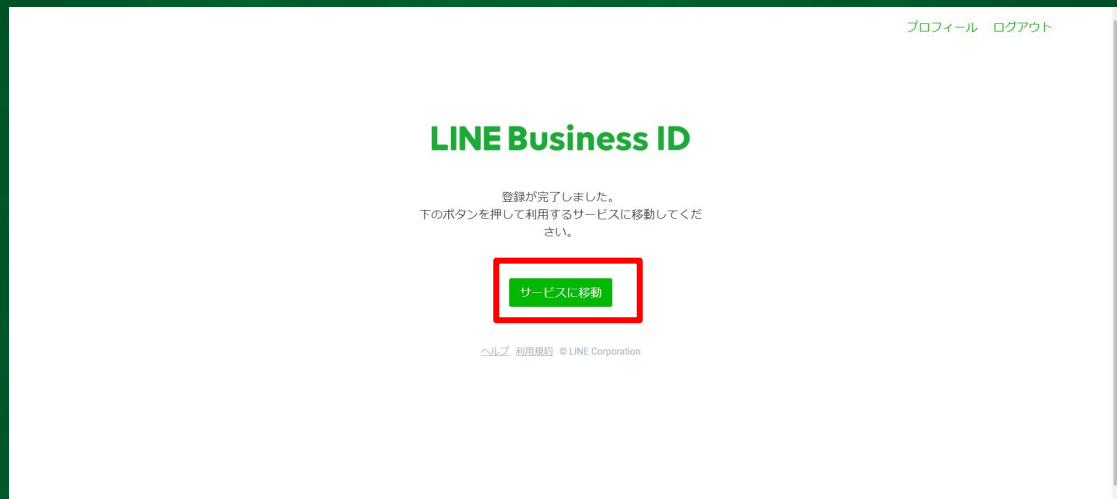 プロフィール ログアウト
LINE Business ID
登録が完了しました。
下のボタンを押して利用するサービスに移動してくだ
さい。
サービスに移動
ヘルプ 利用規約 © LINE Corporation